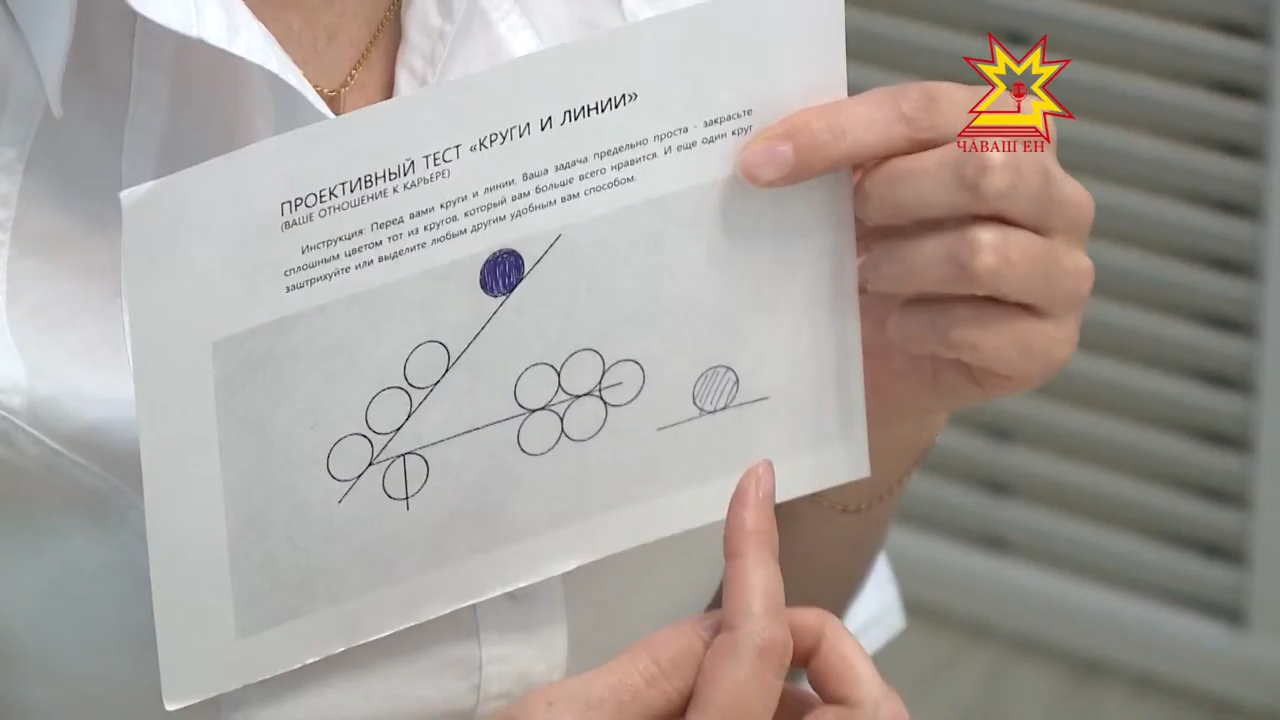 ПРОЕКТИВНЫЙ ТЕСТ «КРУГИ И ЛИНИИ»
(ВАШЕ ОТНОШЕНИЕ К КАРЬЕРЕ)
Инструкция: Перед вами круги и линии. Ваша задача предельно проста - закрасьте
сплошным цветом тот из кругов, который вам больше всего нравится. И еще один круг
заштрихуйте или выделите любым другим удобным вам способом.
ЧӐВАШ ЕН